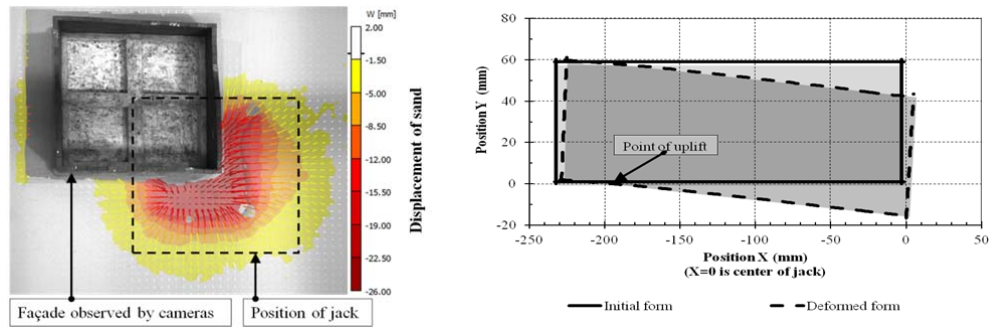 W [mm]
2.00
-1.50
-5.00
-8.50
-12.00
-15.50
-19.00
-22.50
-26.00
Displacement of sand
Façade observed by cameras
Position of jack
80
60
40
20
0
-20
Position Y (mm)
Point of uplift
-250
-200
-150
-100
-50
0
50
Position X (mm)
(X=0 is center of jack)
Initial form
Deformed form